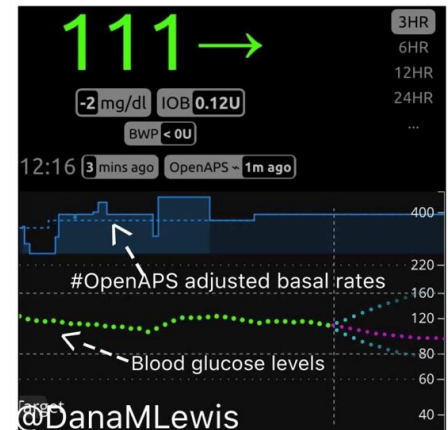 111→
3HR
6HR
12HR
24HR
...
-2 mg/dl IOB 0.12U
BWP < 0U
12:16 3 mins ago OpenAPS ⌁ 1m ago
400
220
#OpenAPS adjusted basal rates
160
120
Blood glucose levels
80
60
Target
@DanaMLewis
40